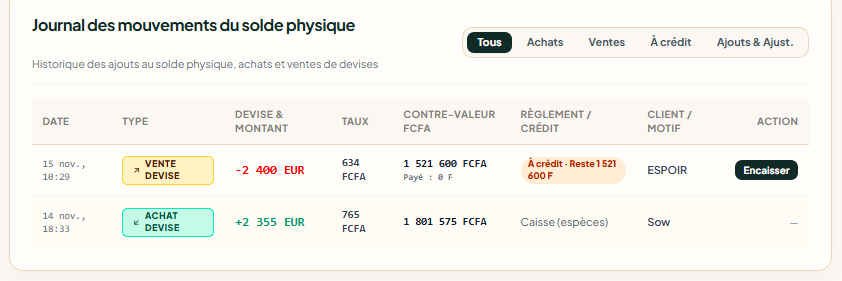 Journal des mouvements du solde physique
Tous Achats Ventes À crédit Ajouts & Ajust.
Historique des ajouts au solde physique, achats et ventes de devises
DATE TYPE DEVISE & MONTANT TAUX CONTRE-VALEUR FCFA RÈGLEMENT / CRÉDIT CLIENT / MOTIF ACTION
15 nov., 10:29 ↗ VENTE DEVISE -2 400 EUR 634 FCFA 1 521 600 FCFA Payé : 0 F À crédit · Reste 1 521 600 F ESPOIR Encaisser
14 nov., 18:33 ↙ ACHAT DEVISE +2 355 EUR 765 FCFA 1 801 575 FCFA Caisse (espèces) Sow —